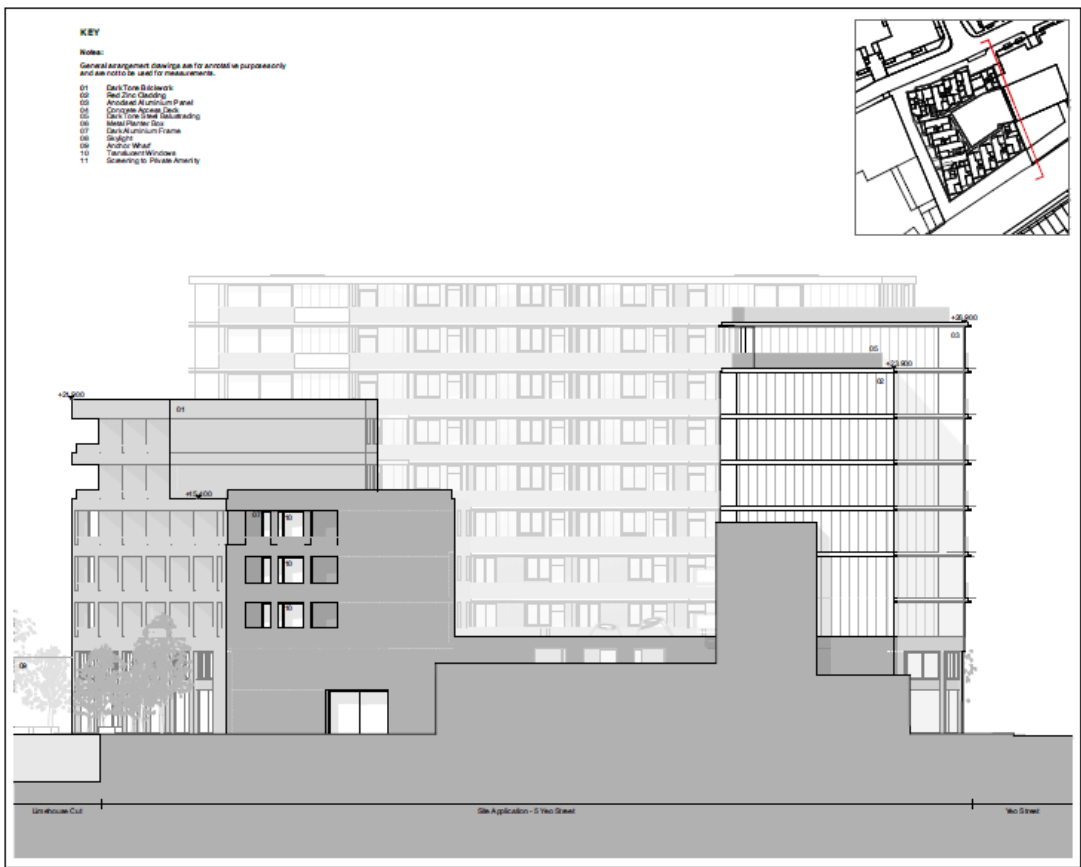 KEY
Notes:
General arrangement drawings are for annotative purposes only
and are not to be used for measurements.
01 Dark Tone Brickwork
02 Red Zinc Cladding
03 Anodised Aluminium Panel
04 Concrete Access Deck
05 Dark Tone Steel Balustrading
06 Metal Planter Box
07 Dark Aluminium Frame
08 Skylight
09 Anchor Wharf
10 Translucent Windows
11 Screening to Private Amenity
+26.900
03
05
+23.900
02
+21.900
01
+15.400
07
10
10
10
09
Limehouse Cut
Site Application - 5 Yeo Street
Yeo Street